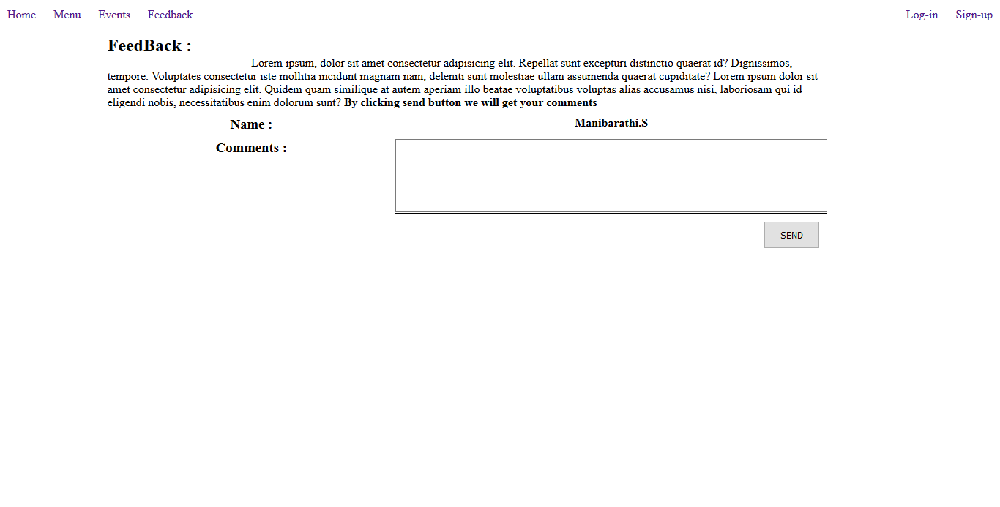 Home Menu Events Feedback Log-in Sign-up
FeedBack :
Lorem ipsum, dolor sit amet consectetur adipisicing elit. Repellat sunt excepturi distinctio quaerat id? Dignissimos,
tempore. Voluptates consectetur iste mollitia incidunt magnam nam, deleniti sunt molestiae ullam assumenda quaerat cupiditate? Lorem ipsum dolor sit
amet consectetur adipisicing elit. Quidem quam similique at autem aperiam illo beatae voluptatibus voluptas alias accusamus nisi, laboriosam qui id
eligendi nobis, necessitatibus enim dolorum sunt? By clicking send button we will get your comments
Name : Manibarathi.S
Comments :
SEND